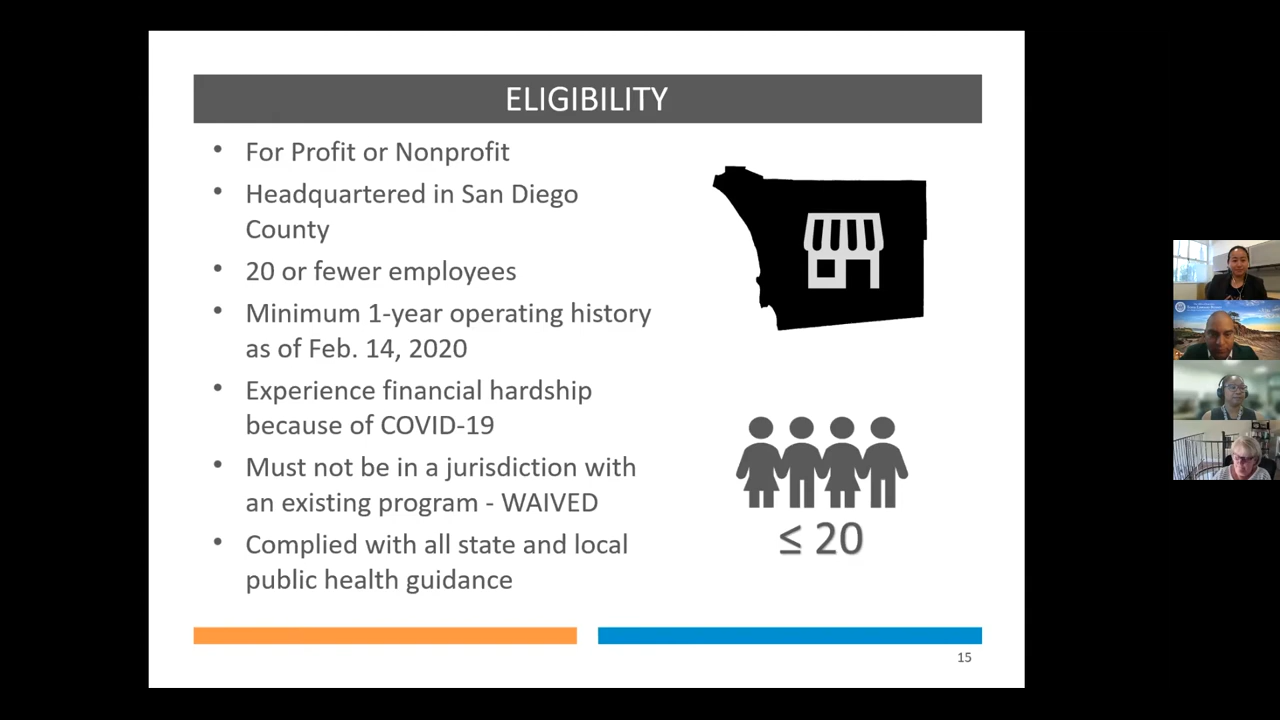 ELIGIBILITY
• For Profit or Nonprofit
• Headquartered in San Diego
County
• 20 or fewer employees
• Minimum 1-year operating history
as of Feb. 14, 2020
• Experience financial hardship
because of COVID-19
• Must not be in a jurisdiction with
an existing program - WAIVED
• Complied with all state and local
public health guidance
≤ 20
15